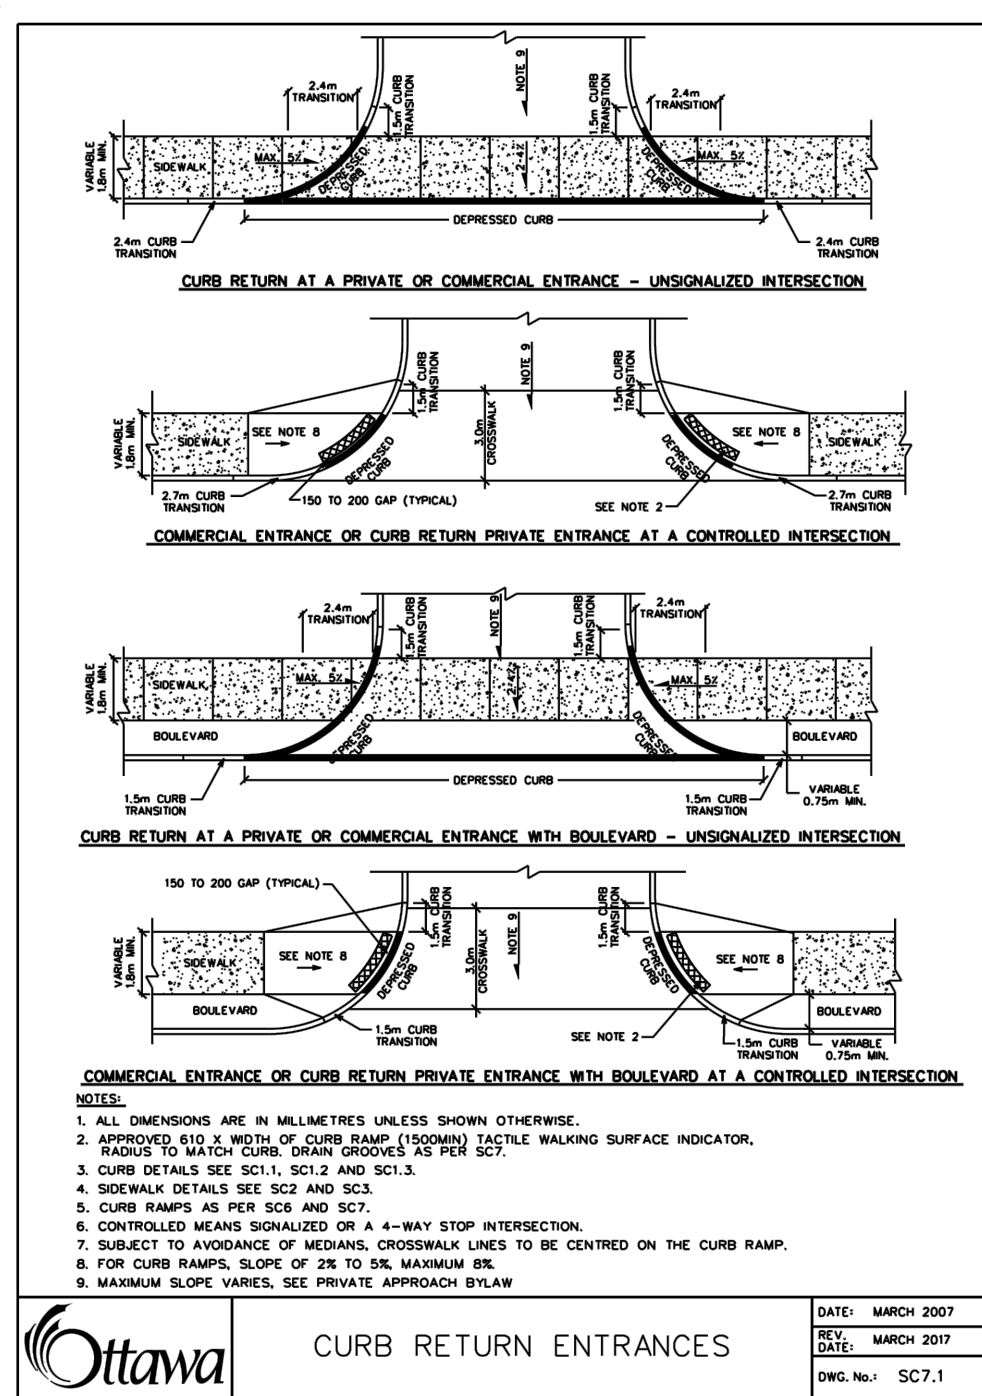 2.4m
TRANSITION
1.5m CURB
TRANSITION
NOTE 9
1.5m CURB
TRANSITION
2.4m
TRANSITION
VARIABLE
1.8m MIN.
SIDEWALK
MAX. 5%
DEPRESSED
CURB
2-4%
DEPRESSED
CURB
MAX. 5%
DEPRESSED CURB
2.4m CURB
TRANSITION
2.4m CURB
TRANSITION
CURB RETURN AT A PRIVATE OR COMMERCIAL ENTRANCE - UNSIGNALIZED INTERSECTION
1.5m CURB
TRANSITION
NOTE 9
1.5m CURB
TRANSITION
VARIABLE
1.8m MIN.
SIDEWALK
SEE NOTE 8
DEPRESSED
CURB
3.0m
CROSSWALK
DEPRESSED
CURB
SEE NOTE 8
SIDEWALK
2.7m CURB
TRANSITION
150 TO 200 GAP (TYPICAL)
SEE NOTE 2
2.7m CURB
TRANSITION
COMMERCIAL ENTRANCE OR CURB RETURN PRIVATE ENTRANCE AT A CONTROLLED INTERSECTION
2.4m
TRANSITION
1.5m CURB
TRANSITION
NOTE 9
1.5m CURB
TRANSITION
2.4m
TRANSITION
VARIABLE
1.8m MIN.
SIDEWALK
MAX. 5%
2-4%
MAX. 5%
BOULEVARD
DEPRESSED
CURB
DEPRESSED
CURB
BOULEVARD
DEPRESSED CURB
1.5m CURB
TRANSITION
1.5m CURB
TRANSITION
VARIABLE
0.75m MIN.
CURB RETURN AT A PRIVATE OR COMMERCIAL ENTRANCE WITH BOULEVARD - UNSIGNALIZED INTERSECTION
150 TO 200 GAP (TYPICAL)
1.5m CURB
TRANSITION
NOTE 9
1.5m CURB
TRANSITION
VARIABLE
1.8m MIN.
SIDEWALK
SEE NOTE 8
DEPRESSED
CURB
3.0m
CROSSWALK
DEPRESSED
CURB
SEE NOTE 8
BOULEVARD
BOULEVARD
1.5m CURB
TRANSITION
SEE NOTE 2
1.5m CURB
TRANSITION
VARIABLE
0.75m MIN.
COMMERCIAL ENTRANCE OR CURB RETURN PRIVATE ENTRANCE WITH BOULEVARD AT A CONTROLLED INTERSECTION
NOTES:
1. ALL DIMENSIONS ARE IN MILLIMETRES UNLESS SHOWN OTHERWISE.
2. APPROVED 610 X WIDTH OF CURB RAMP (1500MIN) TACTILE WALKING SURFACE INDICATOR,
RADIUS TO MATCH CURB. DRAIN GROOVES AS PER SC7.
3. CURB DETAILS SEE SC1.1, SC1.2 AND SC1.3.
4. SIDEWALK DETAILS SEE SC2 AND SC3.
5. CURB RAMPS AS PER SC6 AND SC7.
6. CONTROLLED MEANS SIGNALIZED OR A 4-WAY STOP INTERSECTION.
7. SUBJECT TO AVOIDANCE OF MEDIANS, CROSSWALK LINES TO BE CENTRED ON THE CURB RAMP.
8. FOR CURB RAMPS, SLOPE OF 2% TO 5%, MAXIMUM 8%.
9. MAXIMUM SLOPE VARIES, SEE PRIVATE APPROACH BYLAW
Ottawa
CURB RETURN ENTRANCES
DATE: MARCH 2007
REV. DATE: MARCH 2017
DWG. No.: SC7.1